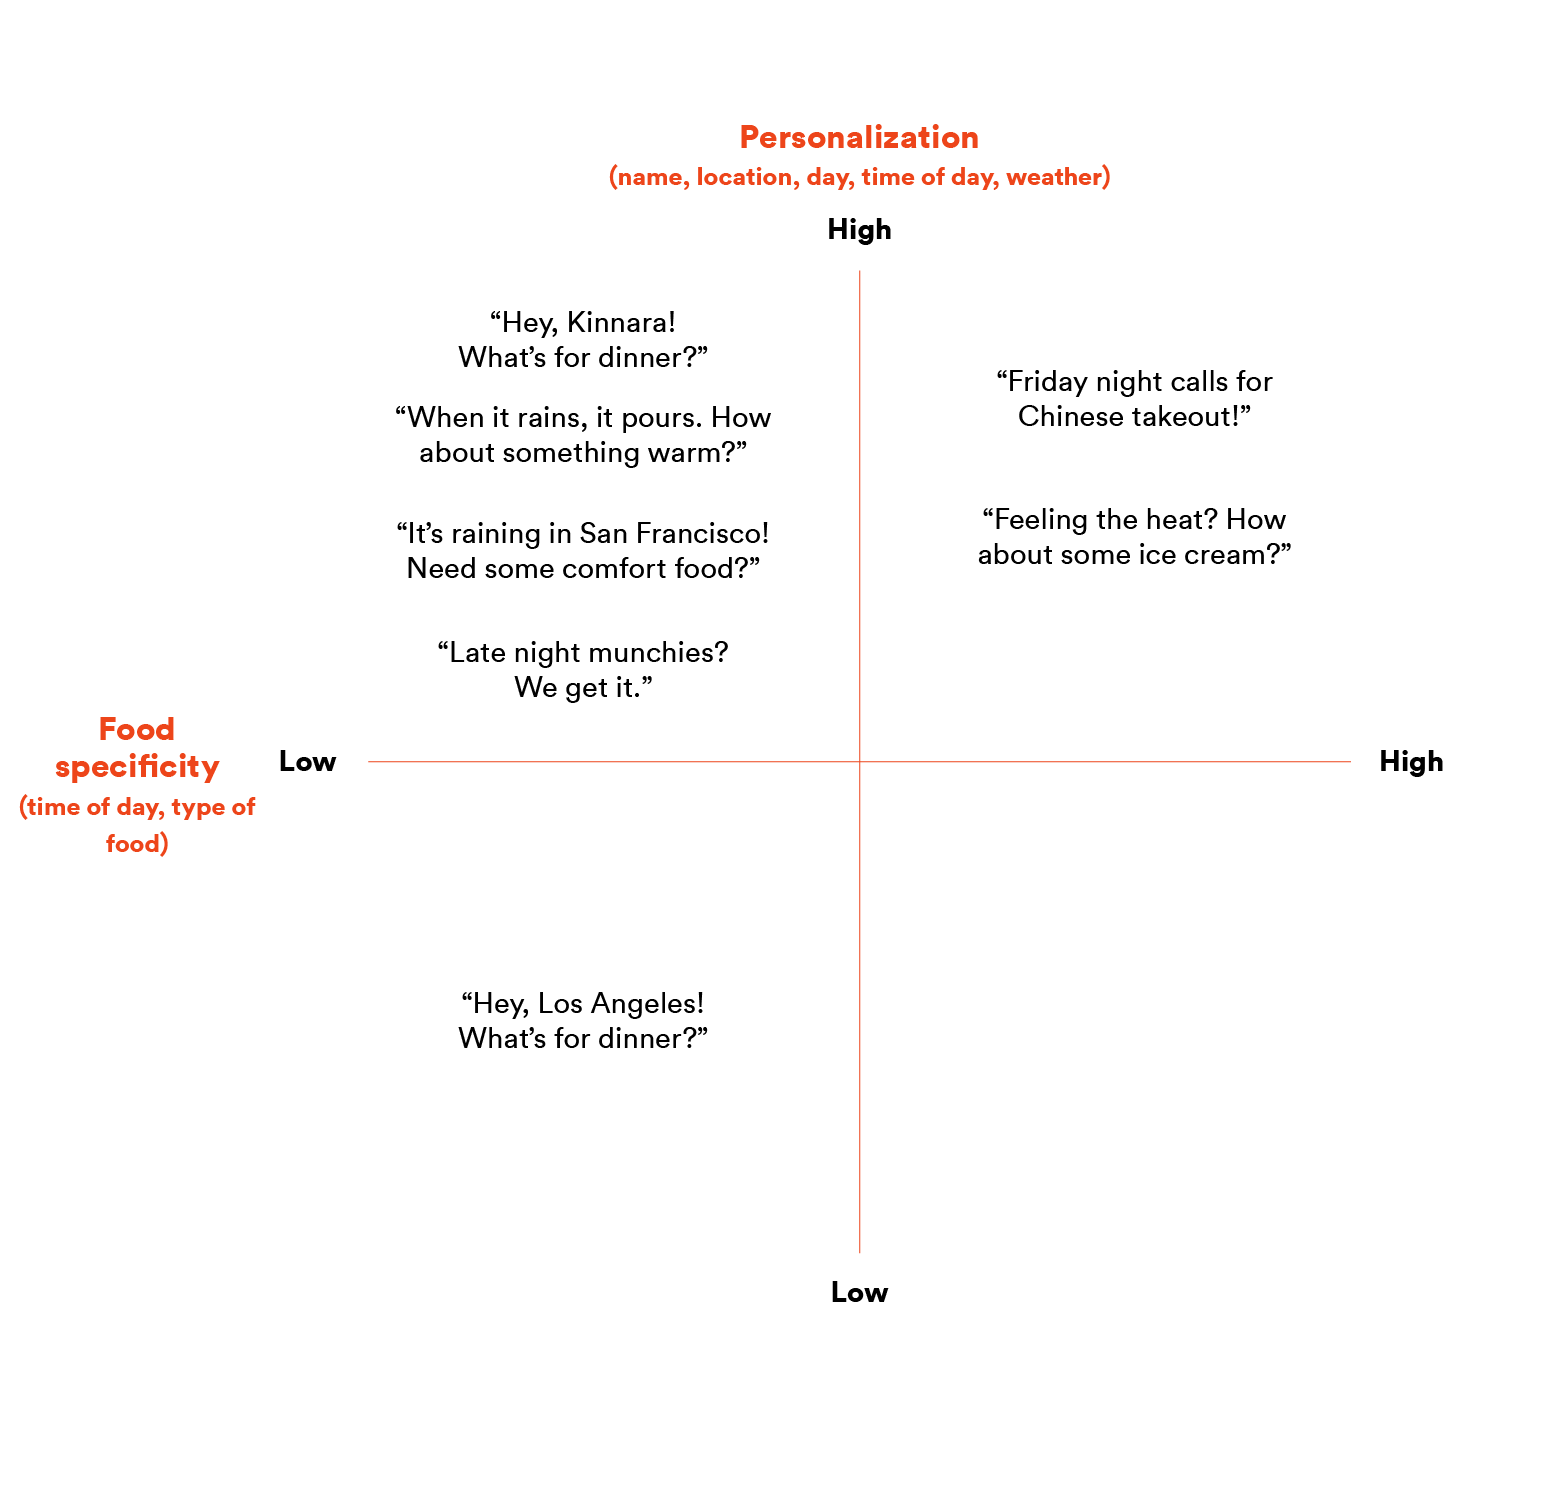 Personalization
(name, location, day, time of day, weather)
High
“Hey, Kinnara!
What’s for dinner?”
“When it rains, it pours. How
about something warm?”
“It’s raining in San Francisco!
Need some comfort food?”
“Late night munchies?
We get it.”
“Friday night calls for
Chinese takeout!”
“Feeling the heat? How
about some ice cream?”
Food
specificity
(time of day, type of
food)
Low
High
“Hey, Los Angeles!
What’s for dinner?”
Low